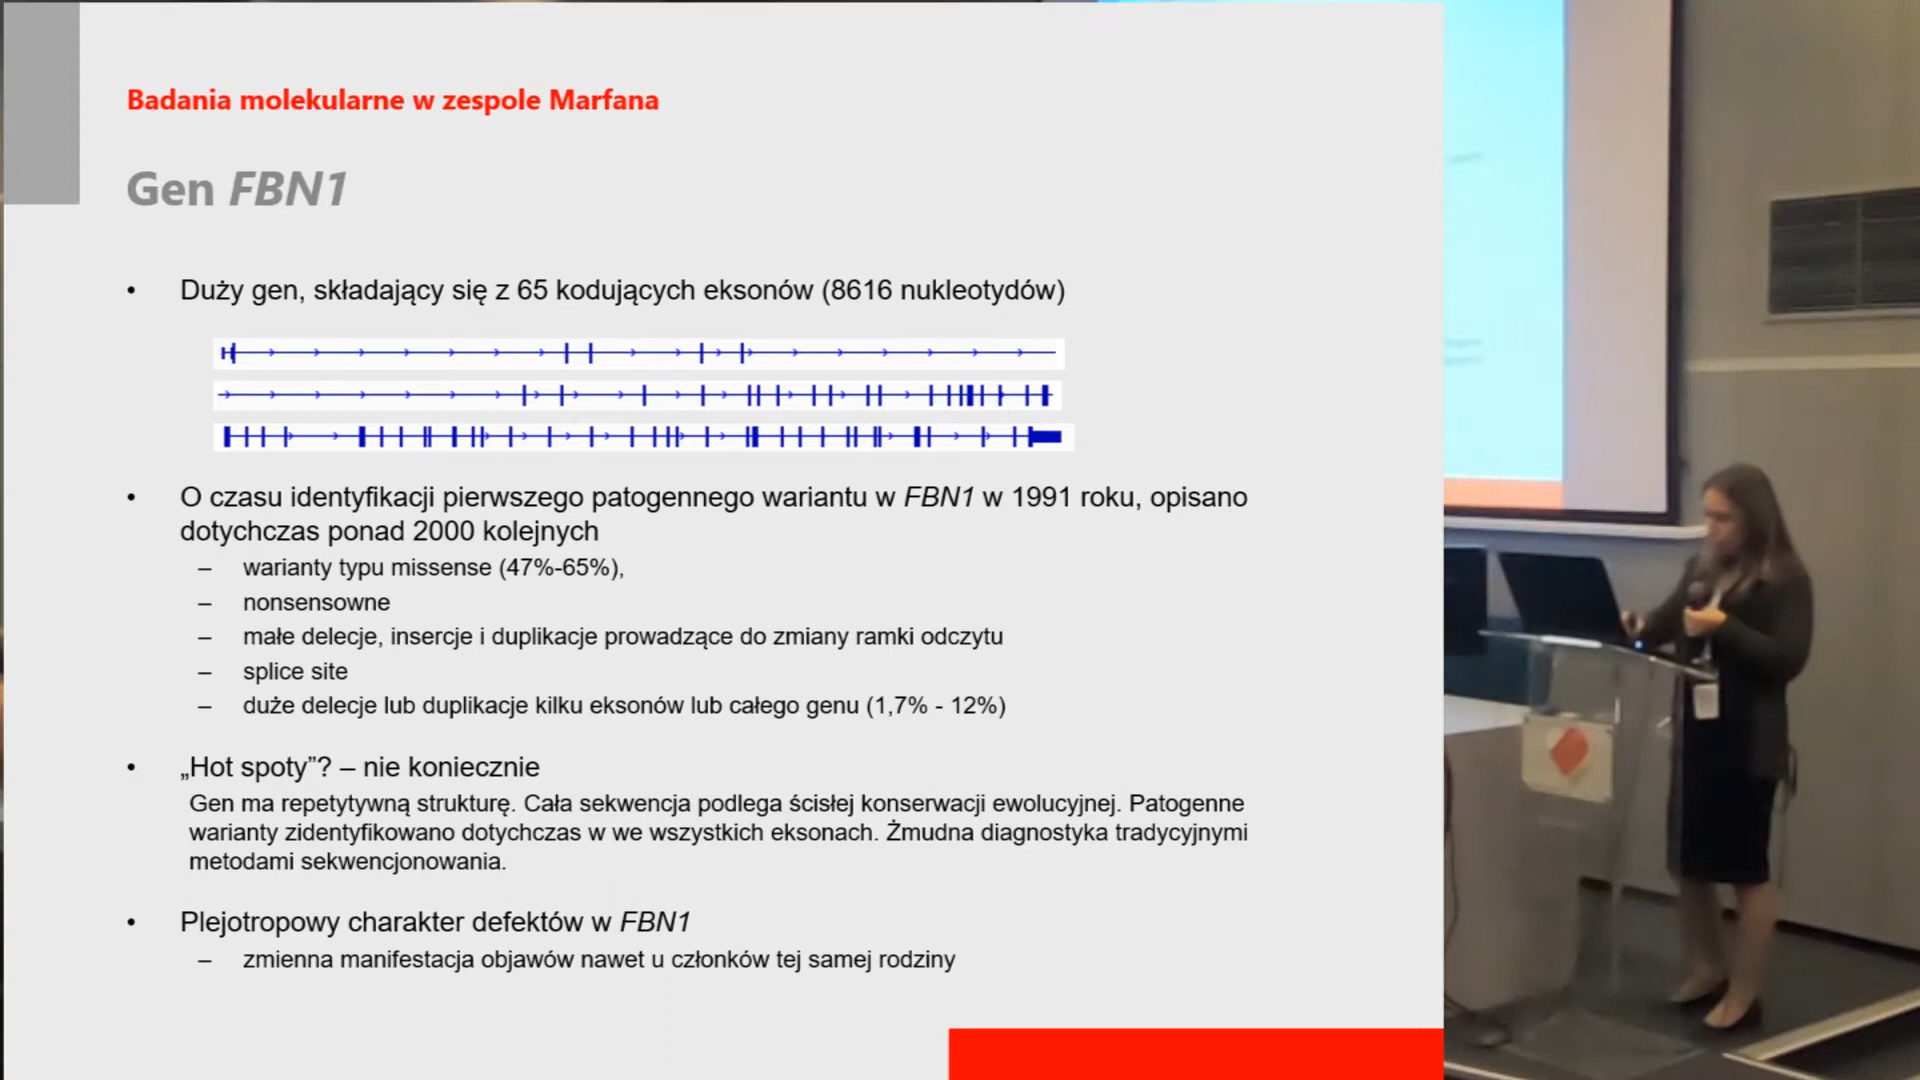 Badania molekularne w zespole Marfana
Gen FBN1
• Duży gen, składający się z 65 kodujących eksonów (8616 nukleotydów)
• O czasu identyfikacji pierwszego patogennego wariantu w FBN1 w 1991 roku, opisano
dotychczas ponad 2000 kolejnych
– warianty typu missense (47%-65%),
– nonsensowne
– małe delecje, insercje i duplikacje prowadzące do zmiany ramki odczytu
– splice site
– duże delecje lub duplikacje kilku eksonów lub całego genu (1,7% - 12%)
• „Hot spoty”? – nie koniecznie
Gen ma repetytywną strukturę. Cała sekwencja podlega ścisłej konserwacji ewolucyjnej. Patogenne
warianty zidentyfikowano dotychczas w we wszystkich eksonach. Żmudna diagnostyka tradycyjnymi
metodami sekwencjonowania.
• Plejotropowy charakter defektów w FBN1
– zmienna manifestacja objawów nawet u członków tej samej rodziny